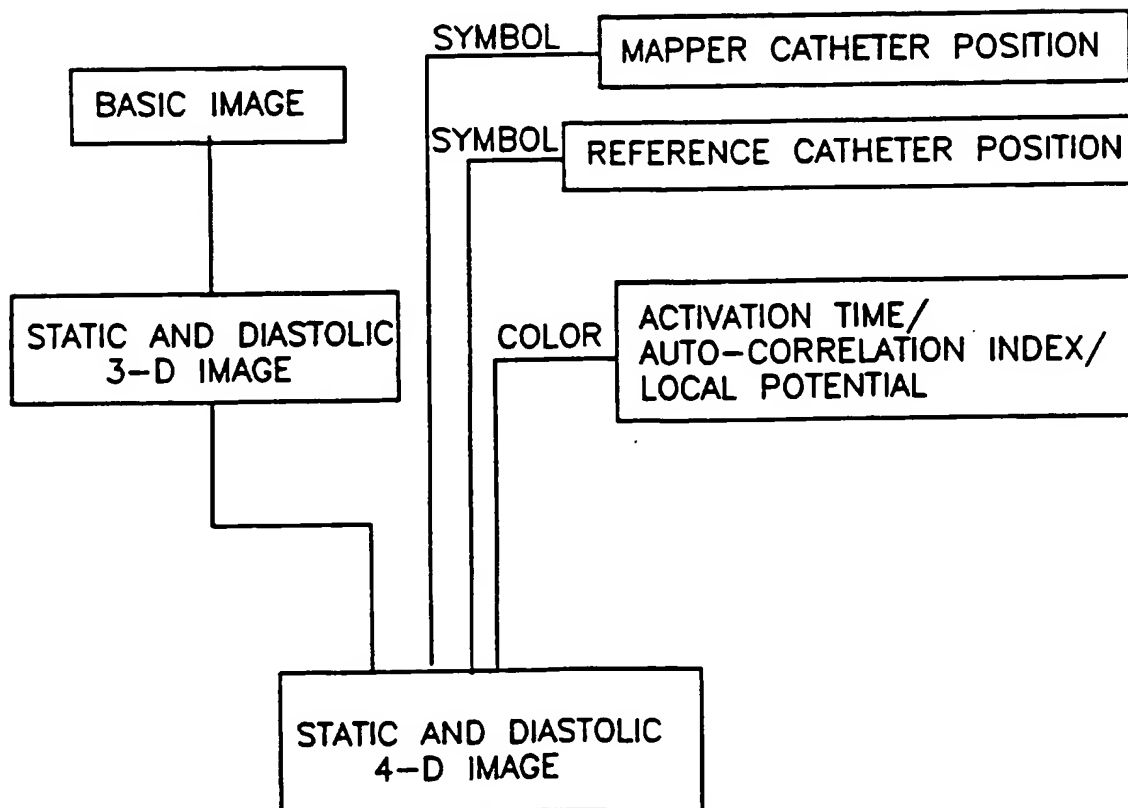 SYMBOL
MAPPER CATHETER POSITION
BASIC IMAGE
SYMBOL
REFERENCE CATHETER POSITION
STATIC AND DIASTOLIC
3-D IMAGE
COLOR
ACTIVATION TIME/
AUTO-CORRELATION INDEX/
LOCAL POTENTIAL
STATIC AND DIASTOLIC
4-D IMAGE